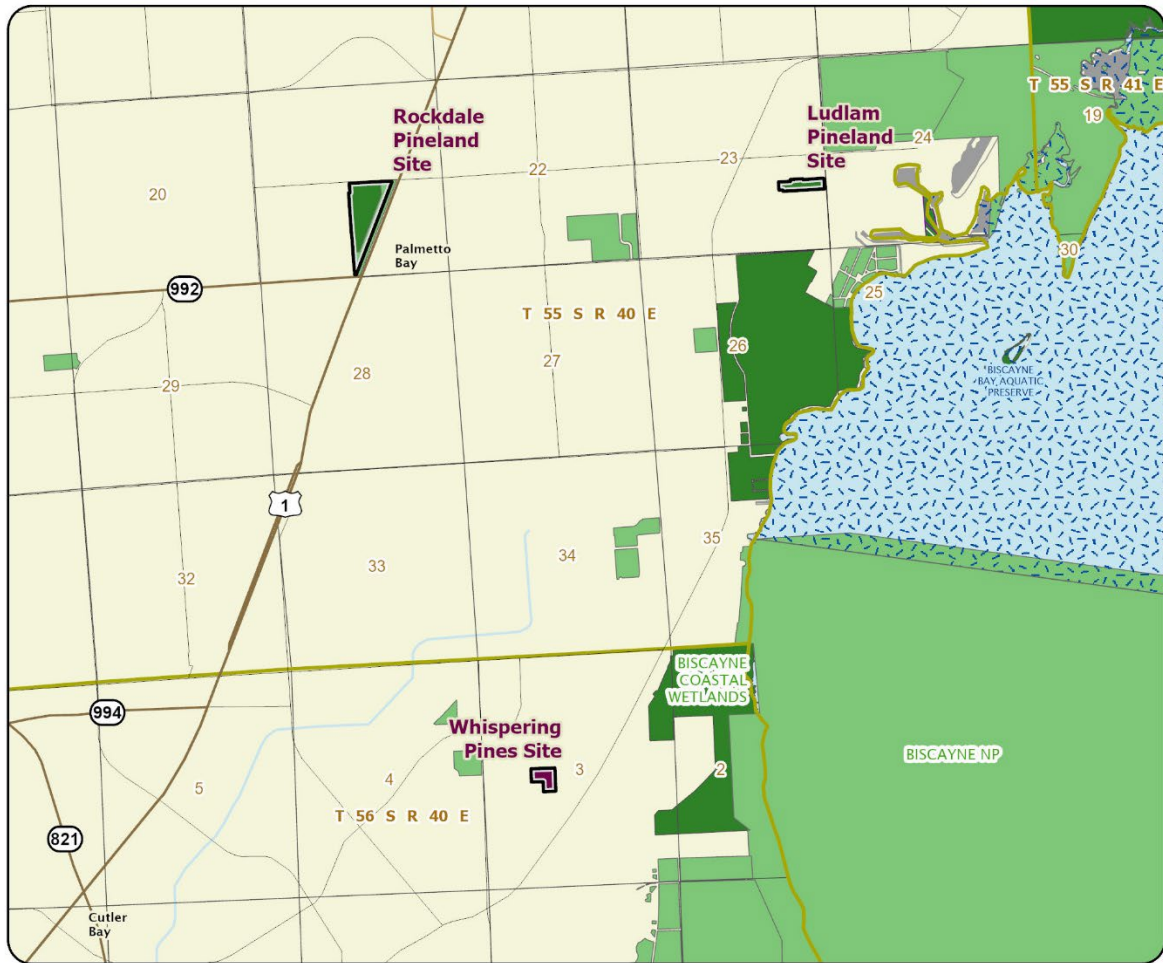 T 55 S R 41 E
19
Rockdale
Pineland
Site
Ludlam
Pineland
Site
24
23
22
20
Palmetto
Bay
30
992
25
T 55 S R 40 E
26
27
28
29
BISCAYNE
BAY AQUATIC
PRESERVE
1
35
34
33
32
BISCAYNE
COASTAL
WETLANDS
994
Whispering
Pines Site
BISCAYNE NP
5
4
3
2
T 56 S R 40 E
821
Cutler
Bay